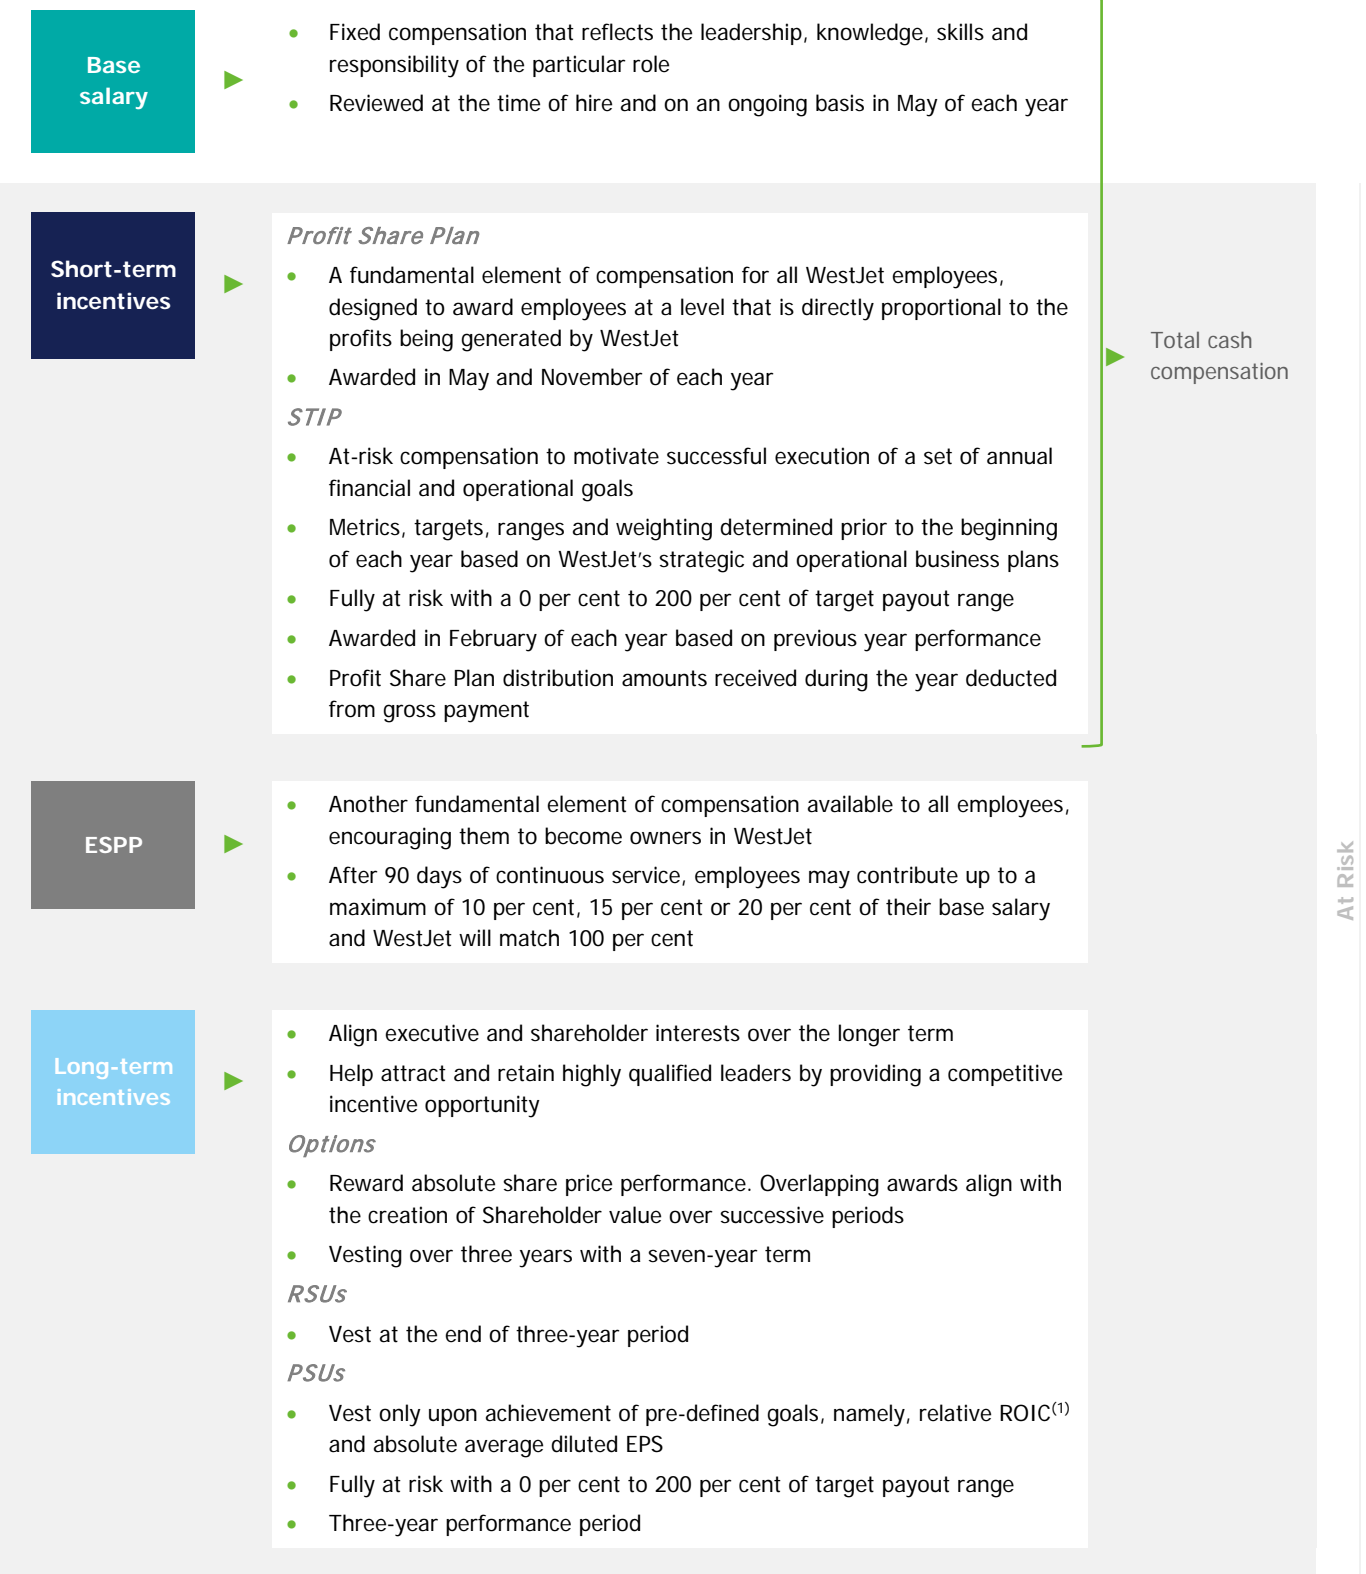 Base
salary
• Fixed compensation that reflects the leadership, knowledge, skills and
responsibility of the particular role
• Reviewed at the time of hire and on an ongoing basis in May of each year
Short-term
incentives
Profit Share Plan
• A fundamental element of compensation for all WestJet employees,
designed to award employees at a level that is directly proportional to the
profits being generated by WestJet
• Awarded in May and November of each year
STIP
• At-risk compensation to motivate successful execution of a set of annual
financial and operational goals
• Metrics, targets, ranges and weighting determined prior to the beginning
of each year based on WestJet's strategic and operational business plans
• Fully at risk with a 0 per cent to 200 per cent of target payout range
• Awarded in February of each year based on previous year performance
• Profit Share Plan distribution amounts received during the year deducted
from gross payment
Total cash
compensation
ESPP
• Another fundamental element of compensation available to all employees,
encouraging them to become owners in WestJet
• After 90 days of continuous service, employees may contribute up to a
maximum of 10 per cent, 15 per cent or 20 per cent of their base salary
and WestJet will match 100 per cent
At Risk
Long-term
incentives
• Align executive and shareholder interests over the longer term
• Help attract and retain highly qualified leaders by providing a competitive
incentive opportunity
Options
• Reward absolute share price performance. Overlapping awards align with
the creation of Shareholder value over successive periods
• Vesting over three years with a seven-year term
RSUs
• Vest at the end of three-year period
PSUs
• Vest only upon achievement of pre-defined goals, namely, relative ROIC(1)
and absolute average diluted EPS
• Fully at risk with a 0 per cent to 200 per cent of target payout range
• Three-year performance period